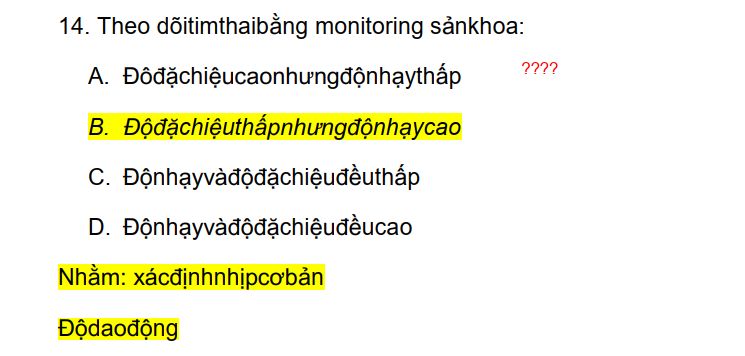 14. Theo dõitimthaibằng monitoring sảnkhoa:
A. Đôđặchiệucaonhưngđộnhạythấp ????
B. Độđặchiệuthấpnhưngđộnhạycao
C. Độnhạyvàđộđặchiệuđềuthấp
D. Độnhạyvàđộđặchiệuđềucao
Nhằm: xácđịnhnhịpcơbản
Độdaođộng